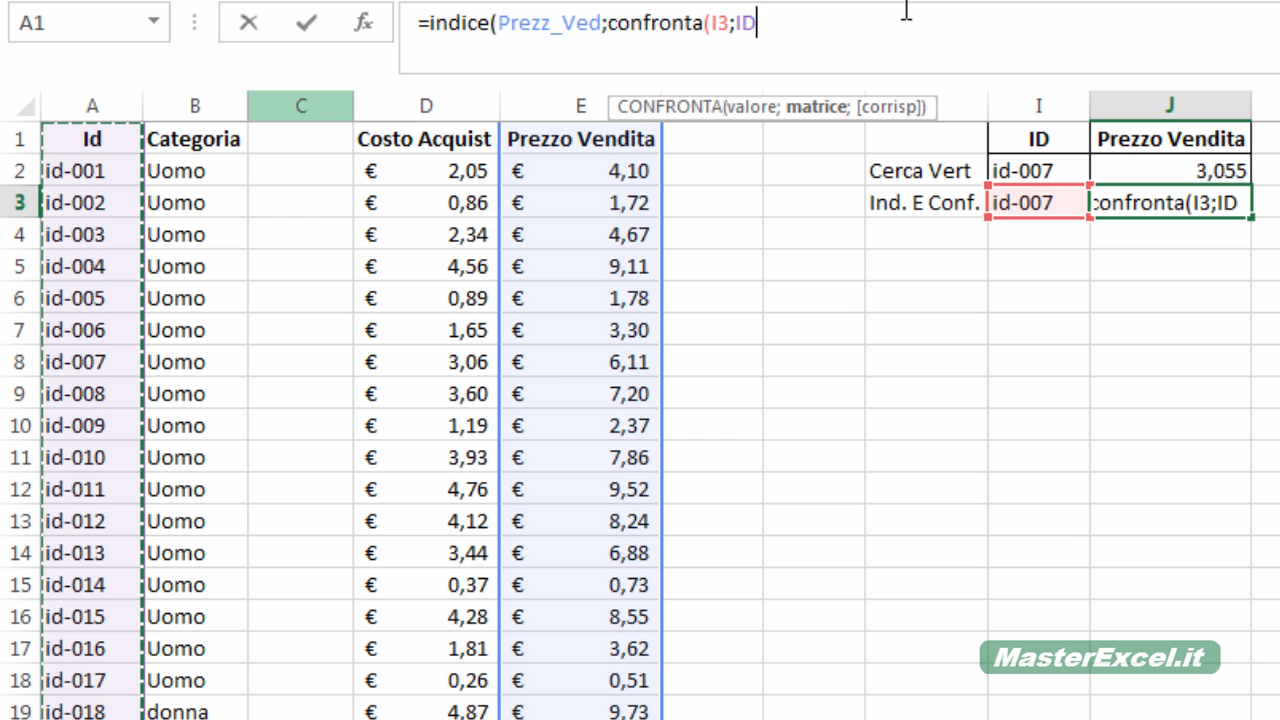 A1 =indice(Prezz_Ved;confronta(I3;ID
CONFRONTA(valore; matrice; [corrisp])
A B C D E I J
1 Id Categoria Costo Acquist Prezzo Vendita ID Prezzo Vendita
2 id-001 Uomo € 2,05 € 4,10 Cerca Vert id-007 3,055
3 id-002 Uomo € 0,86 € 1,72 Ind. E Conf. id-007 confronta(I3;ID
4 id-003 Uomo € 2,34 € 4,67
5 id-004 Uomo € 4,56 € 9,11
6 id-005 Uomo € 0,89 € 1,78
7 id-006 Uomo € 1,65 € 3,30
8 id-007 Uomo € 3,06 € 6,11
9 id-008 Uomo € 3,60 € 7,20
10 id-009 Uomo € 1,19 € 2,37
11 id-010 Uomo € 3,93 € 7,86
12 id-011 Uomo € 4,76 € 9,52
13 id-012 Uomo € 4,12 € 8,24
14 id-013 Uomo € 3,44 € 6,88
15 id-014 Uomo € 0,37 € 0,73
16 id-015 Uomo € 4,28 € 8,55
17 id-016 Uomo € 1,81 € 3,62
18 id-017 Uomo € 0,26 € 0,51
19 id-018 donna € 4,87 € 9,73
MasterExcel.it